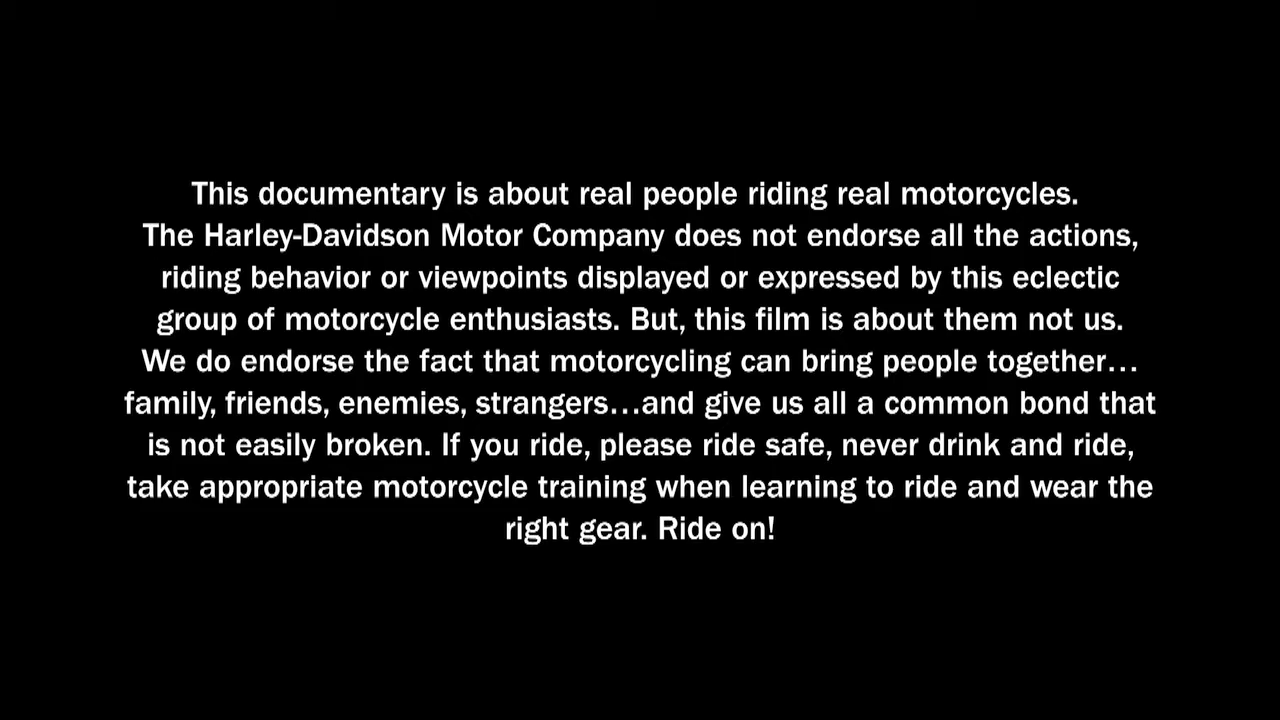 This documentary is about real people riding real motorcycles.
The Harley-Davidson Motor Company does not endorse all the actions,
riding behavior or viewpoints displayed or expressed by this eclectic
group of motorcycle enthusiasts. But, this film is about them not us.
We do endorse the fact that motorcycling can bring people together…
family, friends, enemies, strangers…and give us all a common bond that
is not easily broken. If you ride, please ride safe, never drink and ride,
take appropriate motorcycle training when learning to ride and wear the
right gear. Ride on!